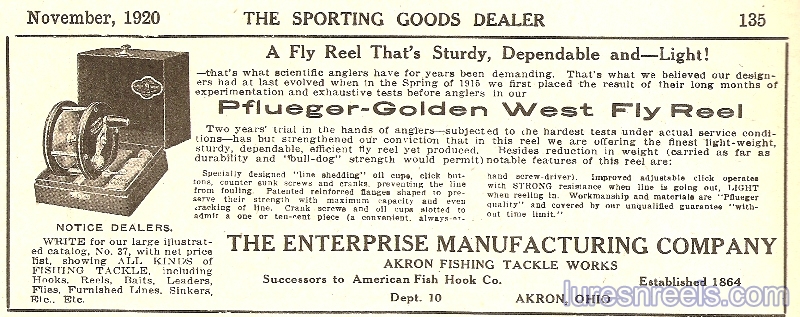 November, 1920 THE SPORTING GOODS DEALER 135
A Fly Reel That's Sturdy, Dependable and—Light!
—that's what scientific anglers have for years been demanding. That's what we believed our design-
ers had at last evolved when in the Spring of 1915 we first placed the result of their long months of
experimentation and exhaustive tests before anglers in our
Pflueger-Golden West Fly Reel
Two years' trial in the hands of anglers—subjected to the hardest tests under actual service condi-
tions—has but strengthened our conviction that in this reel we are offering the finest light-weight,
sturdy, dependable, efficient fly reel yet produced. Besides reduction in weight (carried as far as
durability and "bull-dog" strength would permit) notable features of this reel are:
Specially designed "line shedding" oil cups, click but-
tons, counter sunk screws and cranks, preventing the line
from fouling. Patented reinforced flanges shaped to pre-
serve their strength with maximum capacity and even
cracking of line. Crank screws and oil cups slotted to
admit a one or ten-cent piece (a convenient, always-at-
hand screw-driver). Improved adjustable click operates
with STRONG resistance when line is going out, LIGHT
when reeling in. Workmanship and materials are "Pflueger
quality" and covered by our unqualified guarantee "with-
out time limit."
NOTICE DEALERS.
WRITE for our large illustrat-
ed catalog, No. 37, with net price
list, showing ALL KINDS of
FISHING TACKLE, including
Hooks, Reels, Baits, Leaders,
Flies, Furnished Lines, Sinkers,
Etc., Etc.
THE ENTERPRISE MANUFACTURING COMPANY
AKRON FISHING TACKLE WORKS
Successors to American Fish Hook Co. Established 1864
Dept. 10 AKRON, OHIO
luresnreels.com